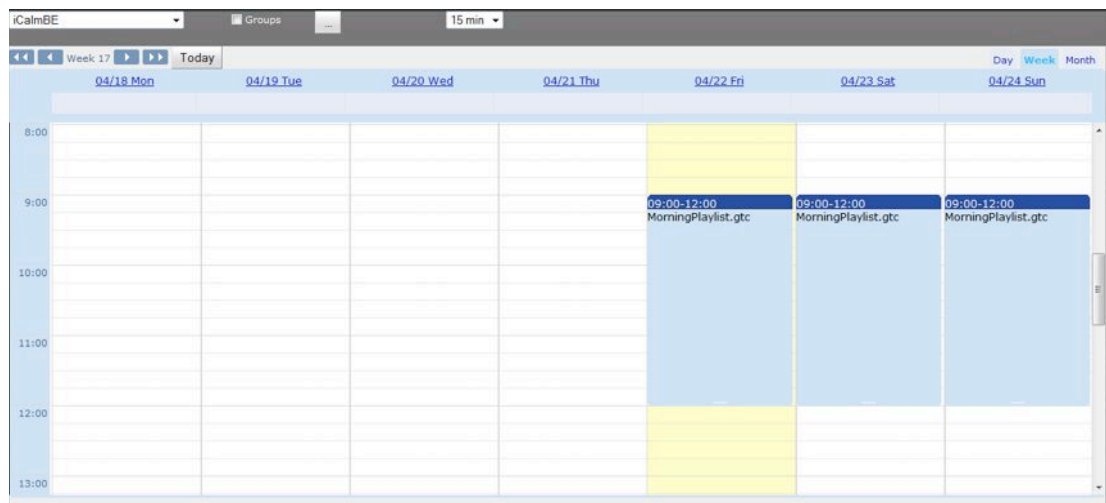 iCalmBE Groups ... 15 min
Week 17 Today Day Week Month
04/18 Mon 04/19 Tue 04/20 Wed 04/21 Thu 04/22 Fri 04/23 Sat 04/24 Sun
8:00
9:00 09:00-12:00 09:00-12:00 09:00-12:00
MorningPlaylist.gtc MorningPlaylist.gtc MorningPlaylist.gtc
10:00
11:00
12:00
13:00